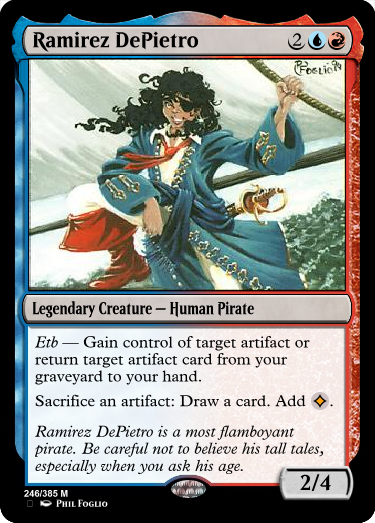 Ramirez DePietro 2
P Foglio 94
Legendary Creature — Human Pirate
Etb — Gain control of target artifact or
return target artifact card from your
graveyard to your hand.
Sacrifice an artifact: Draw a card. Add .
Ramirez DePietro is a most flamboyant
pirate. Be careful not to believe his tall tales,
especially when you ask his age.
2/4
246/385 M
Phil Foglio